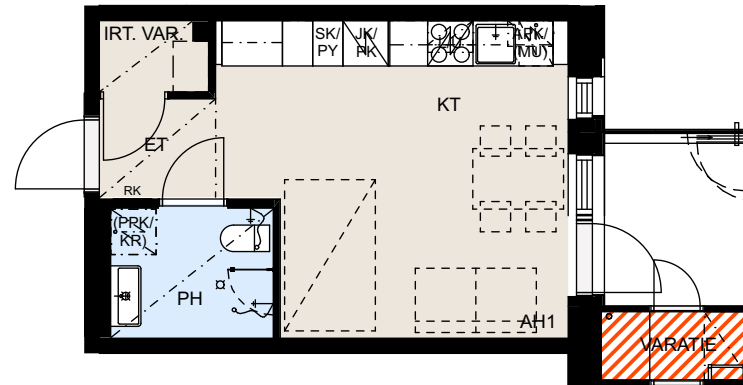 IRT. VAR.
SK/
PY
JK/
PK
APK/
(MU)
KT
ET
RK
(PPK/
KR)
PH
AH1
VARATIE